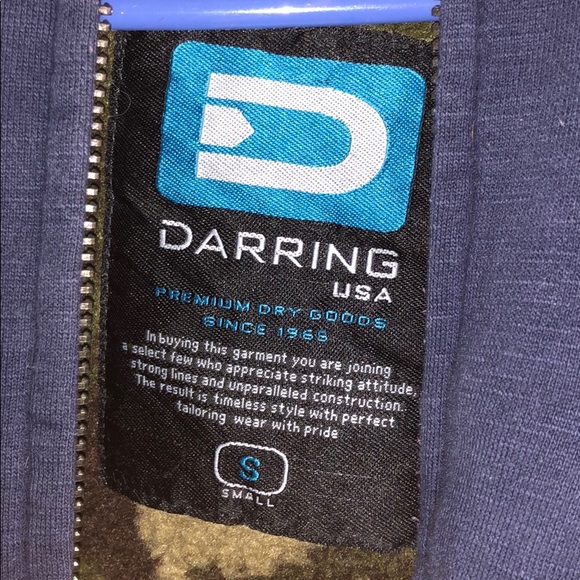 DARRING
USA
PREMIUM DRY GOODS
SINCE 1969
In buying this garment you are joining
a select few who appreciate striking attitude,
strong lines and unparalleled construction.
The result is timeless style with perfect
tailoring wear with pride
S
SMALL